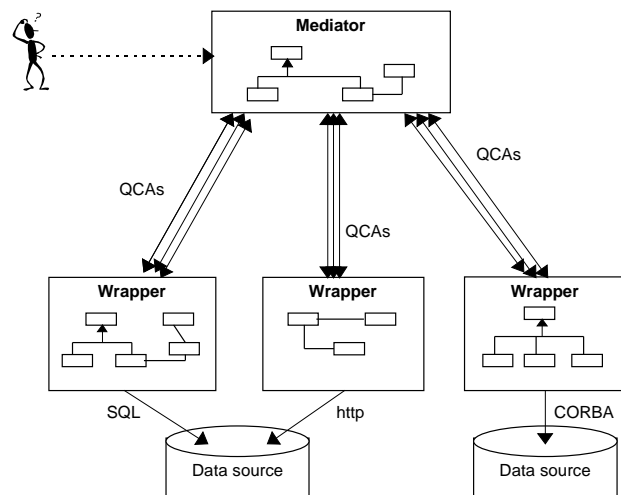 ?
Mediator
QCAs
QCAs
QCAs
Wrapper
Wrapper
Wrapper
SQL
http
CORBA
Data source
Data source